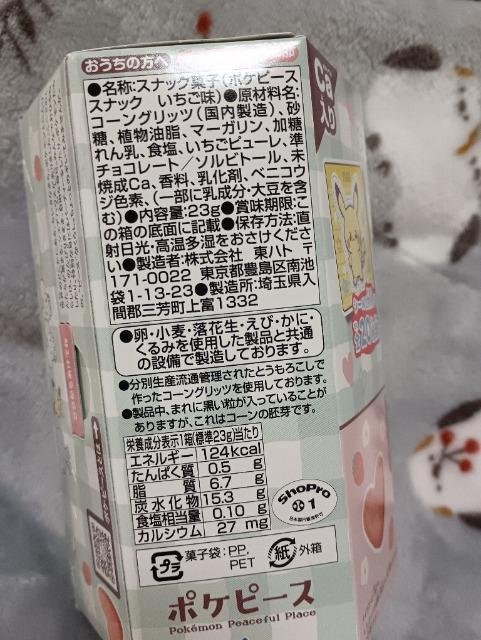 おうちの方へ
●名称:スナック菓子(ポケピース
スナック いちご味)●原材料名:
コーングリッツ(国内製造)、砂
糖、植物油脂、マーガリン、加糖
れん乳、食塩、いちごピューレ、準
チョコレート/ソルビトール、未
焼成Ca、香料、乳化剤、ベニコウ
ジ色素、(一部に乳成分・大豆を含
む)●内容量:23g●賞味期限:こ
の箱の底面に記載●保存方法:直
射日光・高温多湿をおさけくださ
い●製造者:株式会社 東ハト 〒
171-0022 東京都豊島区南池
袋1-13-23●製造所:埼玉県入
間郡三芳町上富1332
●卵・小麦・落花生・えび・かに・
くるみを使用した製品と共通
の設備で製造しております。
●分別生産流通管理されたとうもろこしで
作ったコーングリッツを使用しております。
●製品中、まれに黒い粒が入っていることが
ありますが、これはコーンの胚芽です。
栄養成分表示1箱(標準23g)当たり
エネルギー 124kcal
たんぱく質 0.5 g
脂質 6.7 g
炭水化物 15.3 g
食塩相当量 0.10 g
カルシウム 27 mg
ShoPro
1
プラ
菓子袋:PP,
PET
紙
外箱
ポケピース
Pokémon Peaceful Place
Ca
入り